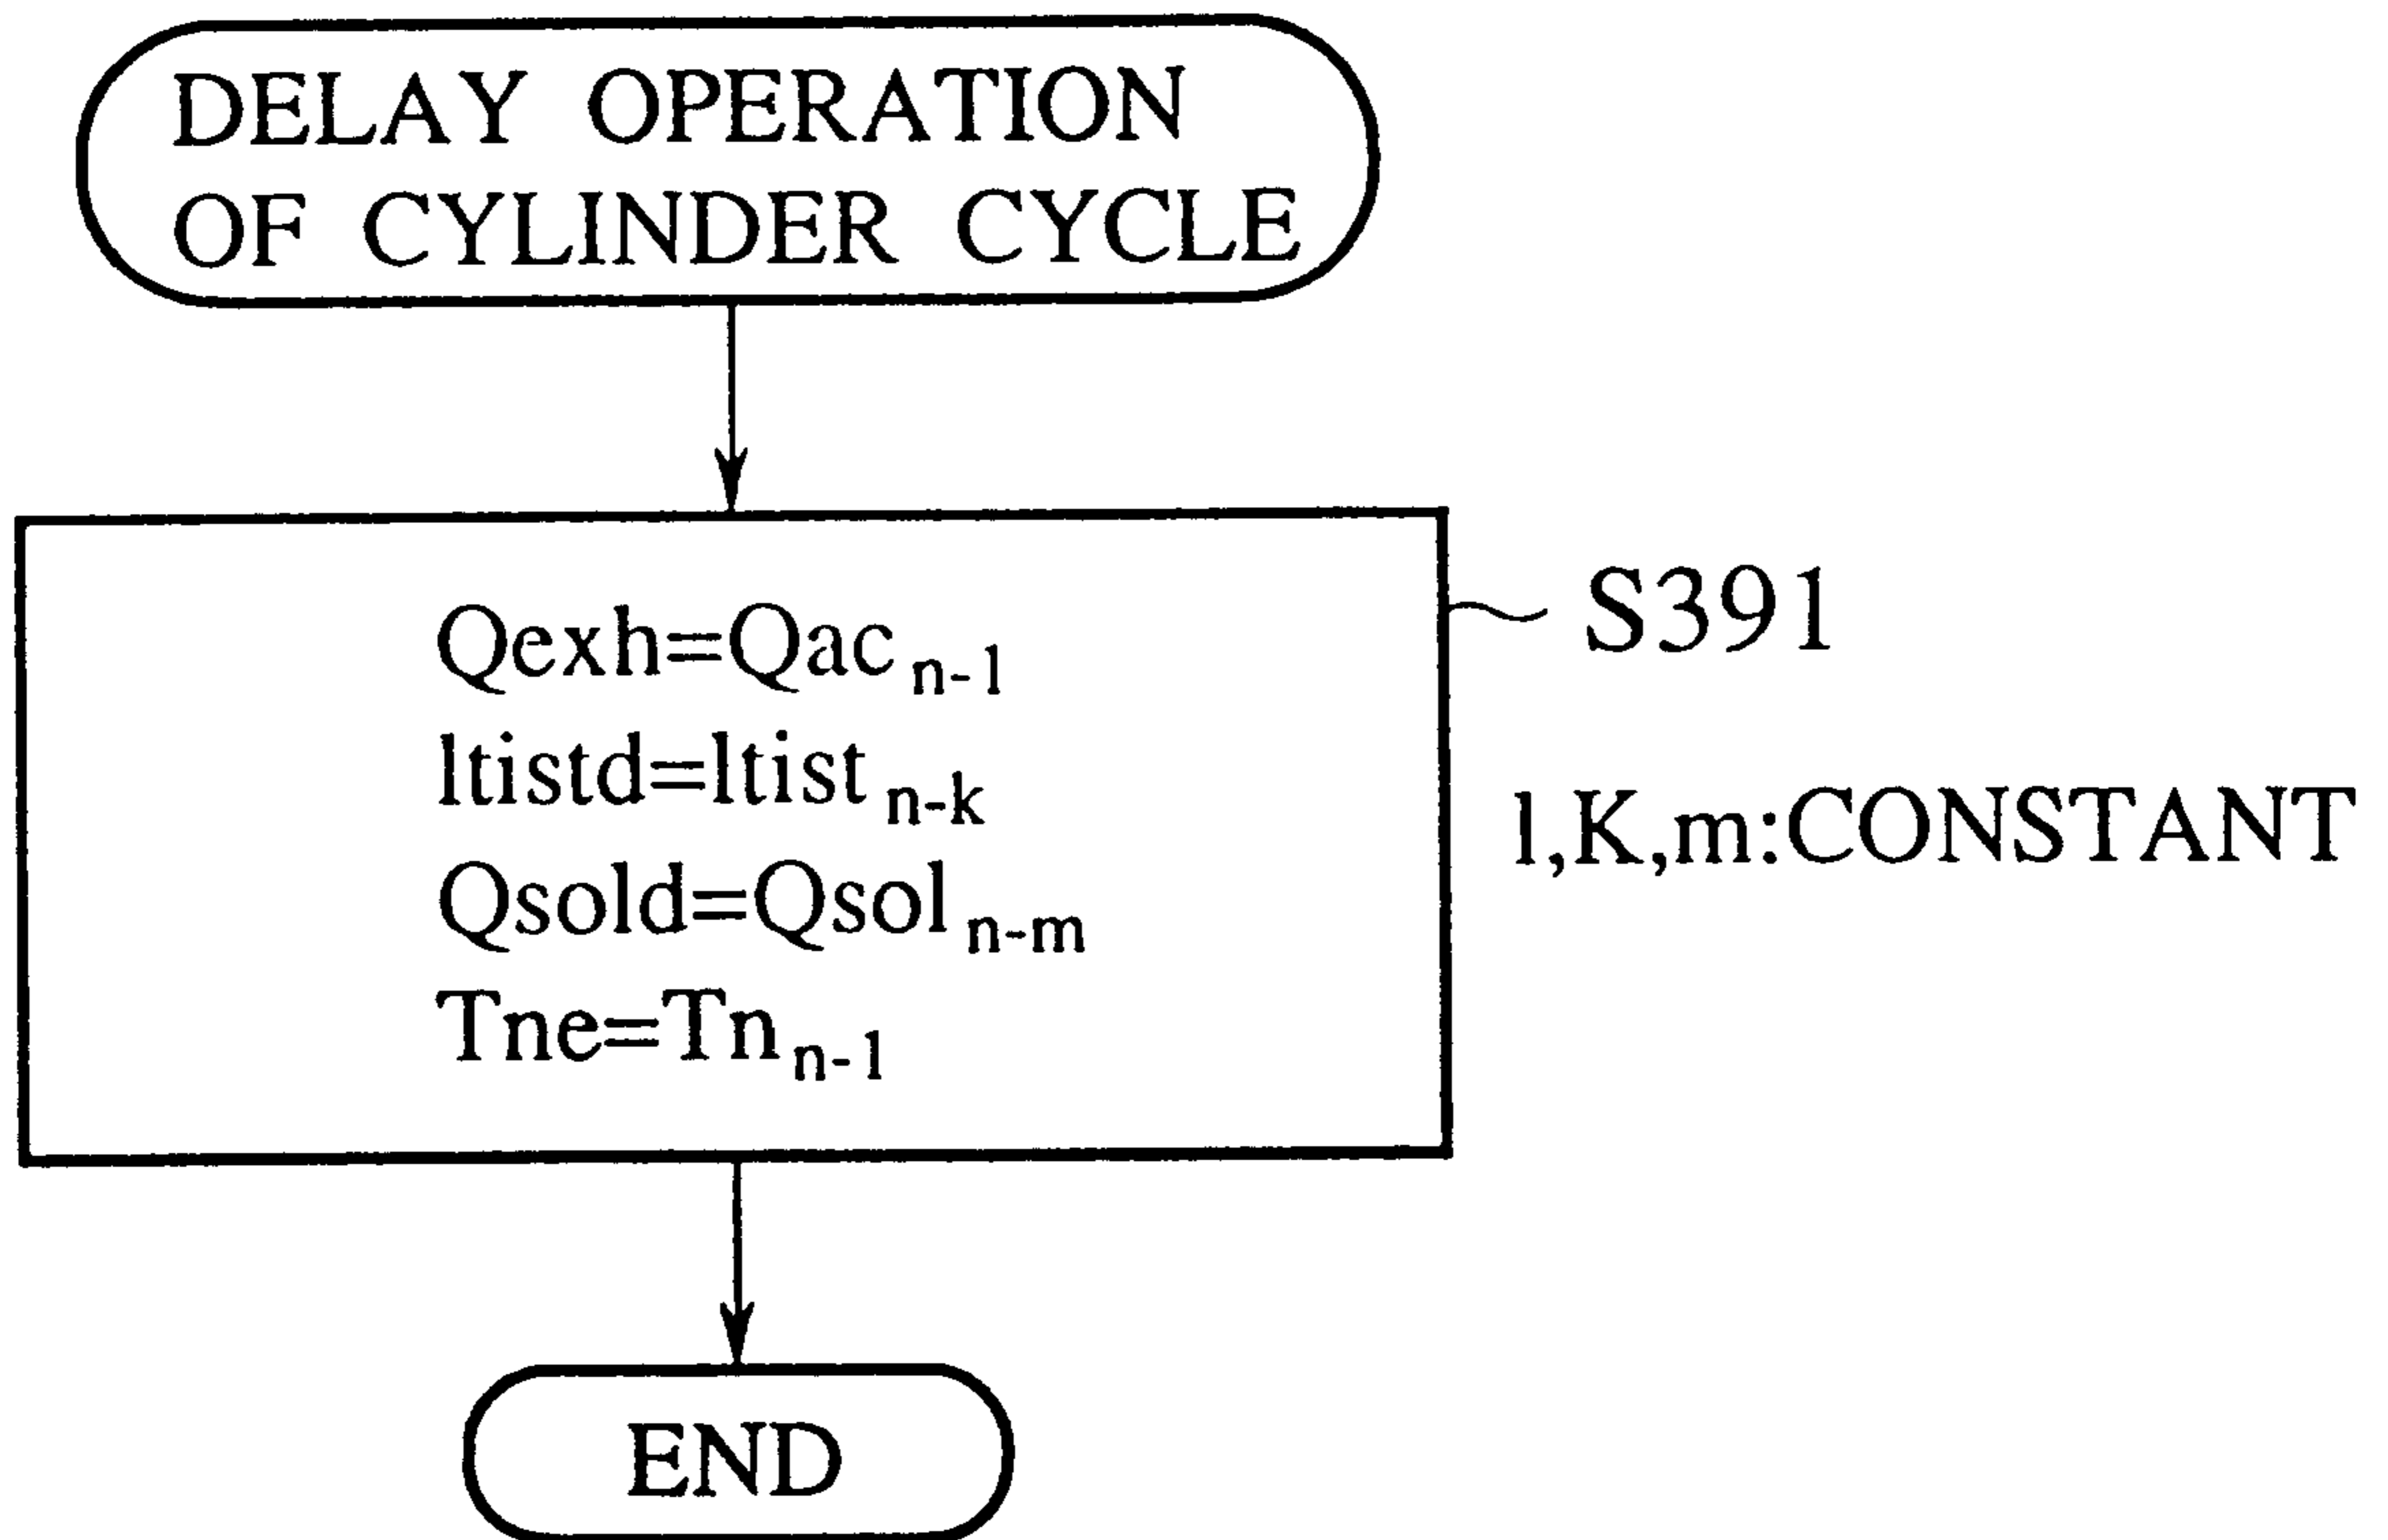 DELAY OPERATION
OF CYLINDER CYCLE
Qexh=Qac n-1
S391
ltistd=ltist n-k
l,K,m:CONSTANT
Qsold=Qsol n-m
Tne=Tn n-1
END